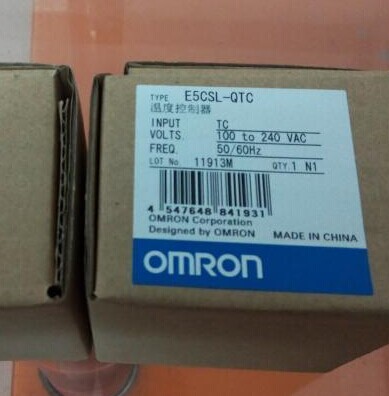 TYPE E5CSL-QTC
温度控制器
INPUT TC
VOLTS. 100 to 240 VAC
FREQ. 50/60Hz
LOT No. 11913M QTY.1 N1
4 547648 841931
OMRON Corporation
Designed by OMRON MADE IN CHINA
OMRON